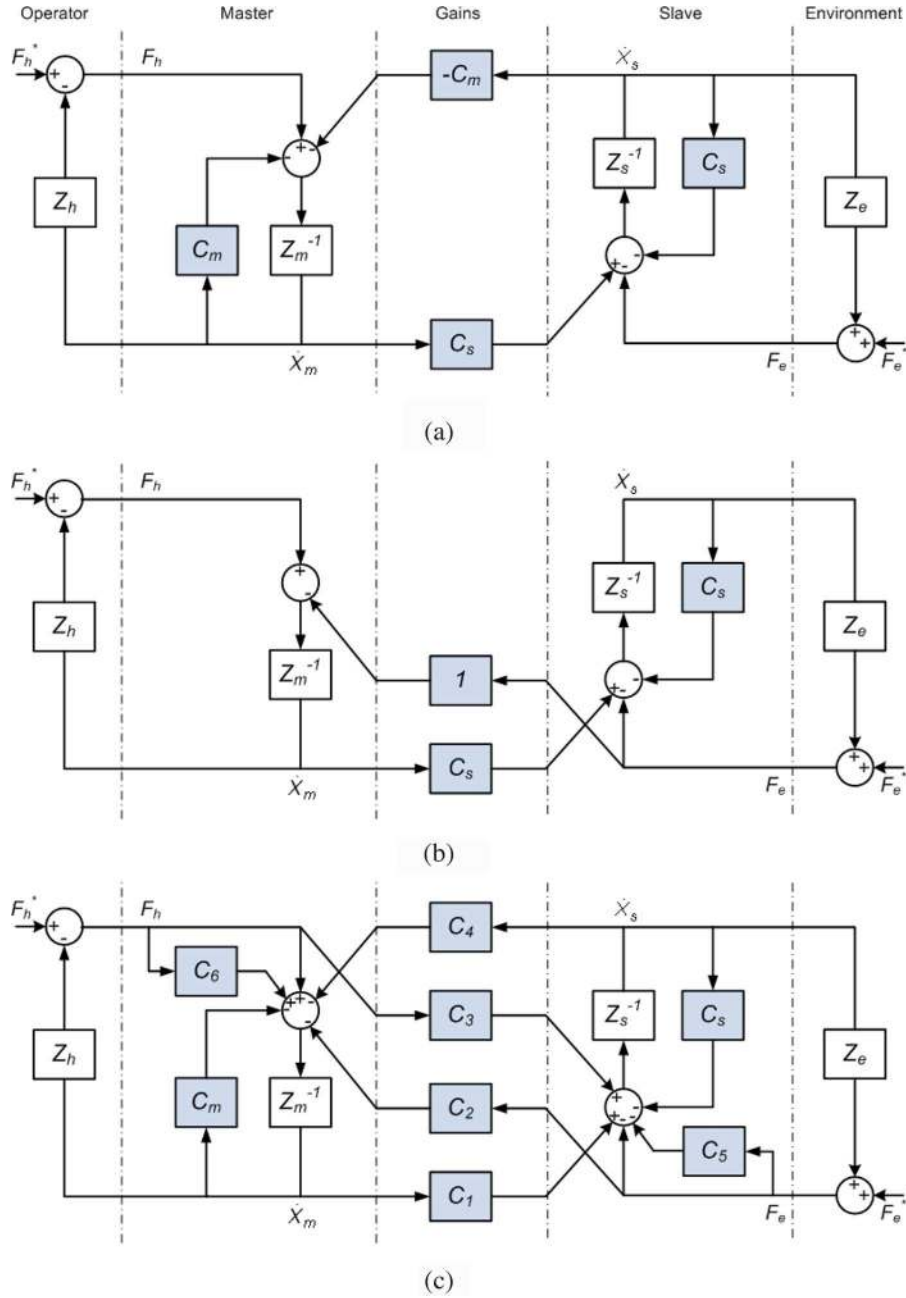 Operator Master Gains Slave Environment
F_h^* + - F_h -C_m Ẋ_s
+ - -
Z_h C_m Z_m^{-1} Z_s^{-1} C_s Z_e
+ - -
C_s + +
Ẋ_m F_e F_e^*
(a)
F_h^* + - F_h Ẋ_s
+ -
Z_h Z_m^{-1} 1 Z_s^{-1} C_s Z_e
+ - -
C_s + +
Ẋ_m F_e F_e^*
(b)
F_h^* + - F_h C_4 Ẋ_s
C_6 + + - - -
C_3 Z_s^{-1} C_s
Z_h C_m Z_m^{-1} C_2 Z_e
+ + - - -
C_5
C_1 + +
Ẋ_m F_e F_e^*
(c)